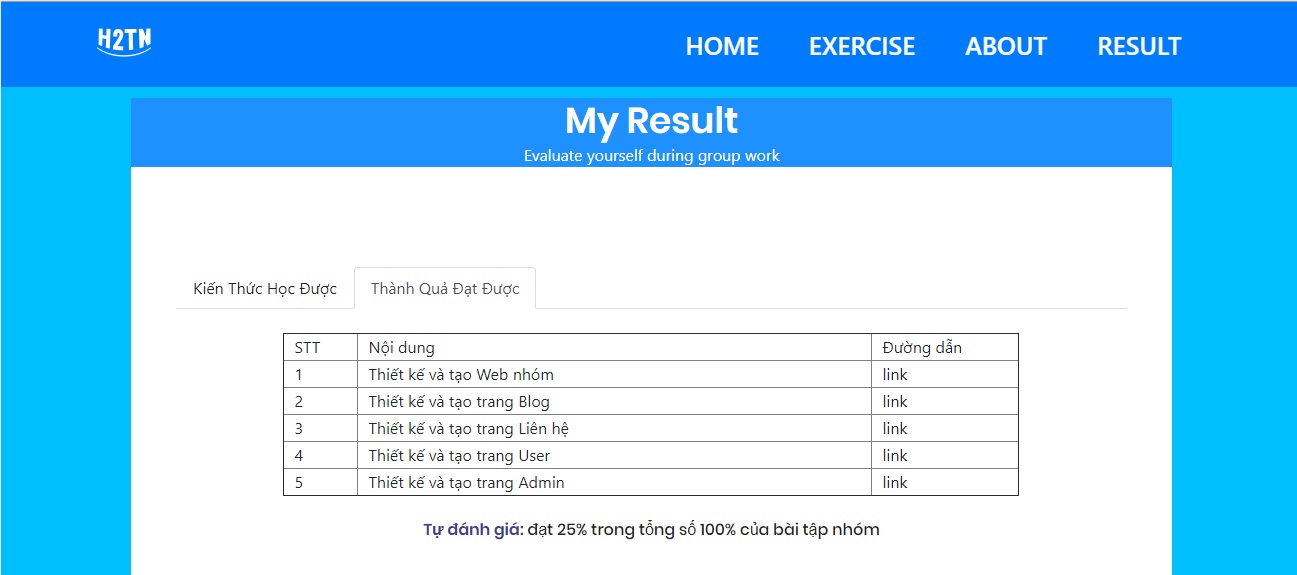 H2TN HOME EXERCISE ABOUT RESULT
My Result
Evaluate yourself during group work
Kiến Thức Học Được Thành Quả Đạt Được
STT Nội dung Đường dẫn
1 Thiết kế và tạo Web nhóm link
2 Thiết kế và tạo trang Blog link
3 Thiết kế và tạo trang Liên hệ link
4 Thiết kế và tạo trang User link
5 Thiết kế và tạo trang Admin link
Tự đánh giá: đạt 25% trong tổng số 100% của bài tập nhóm